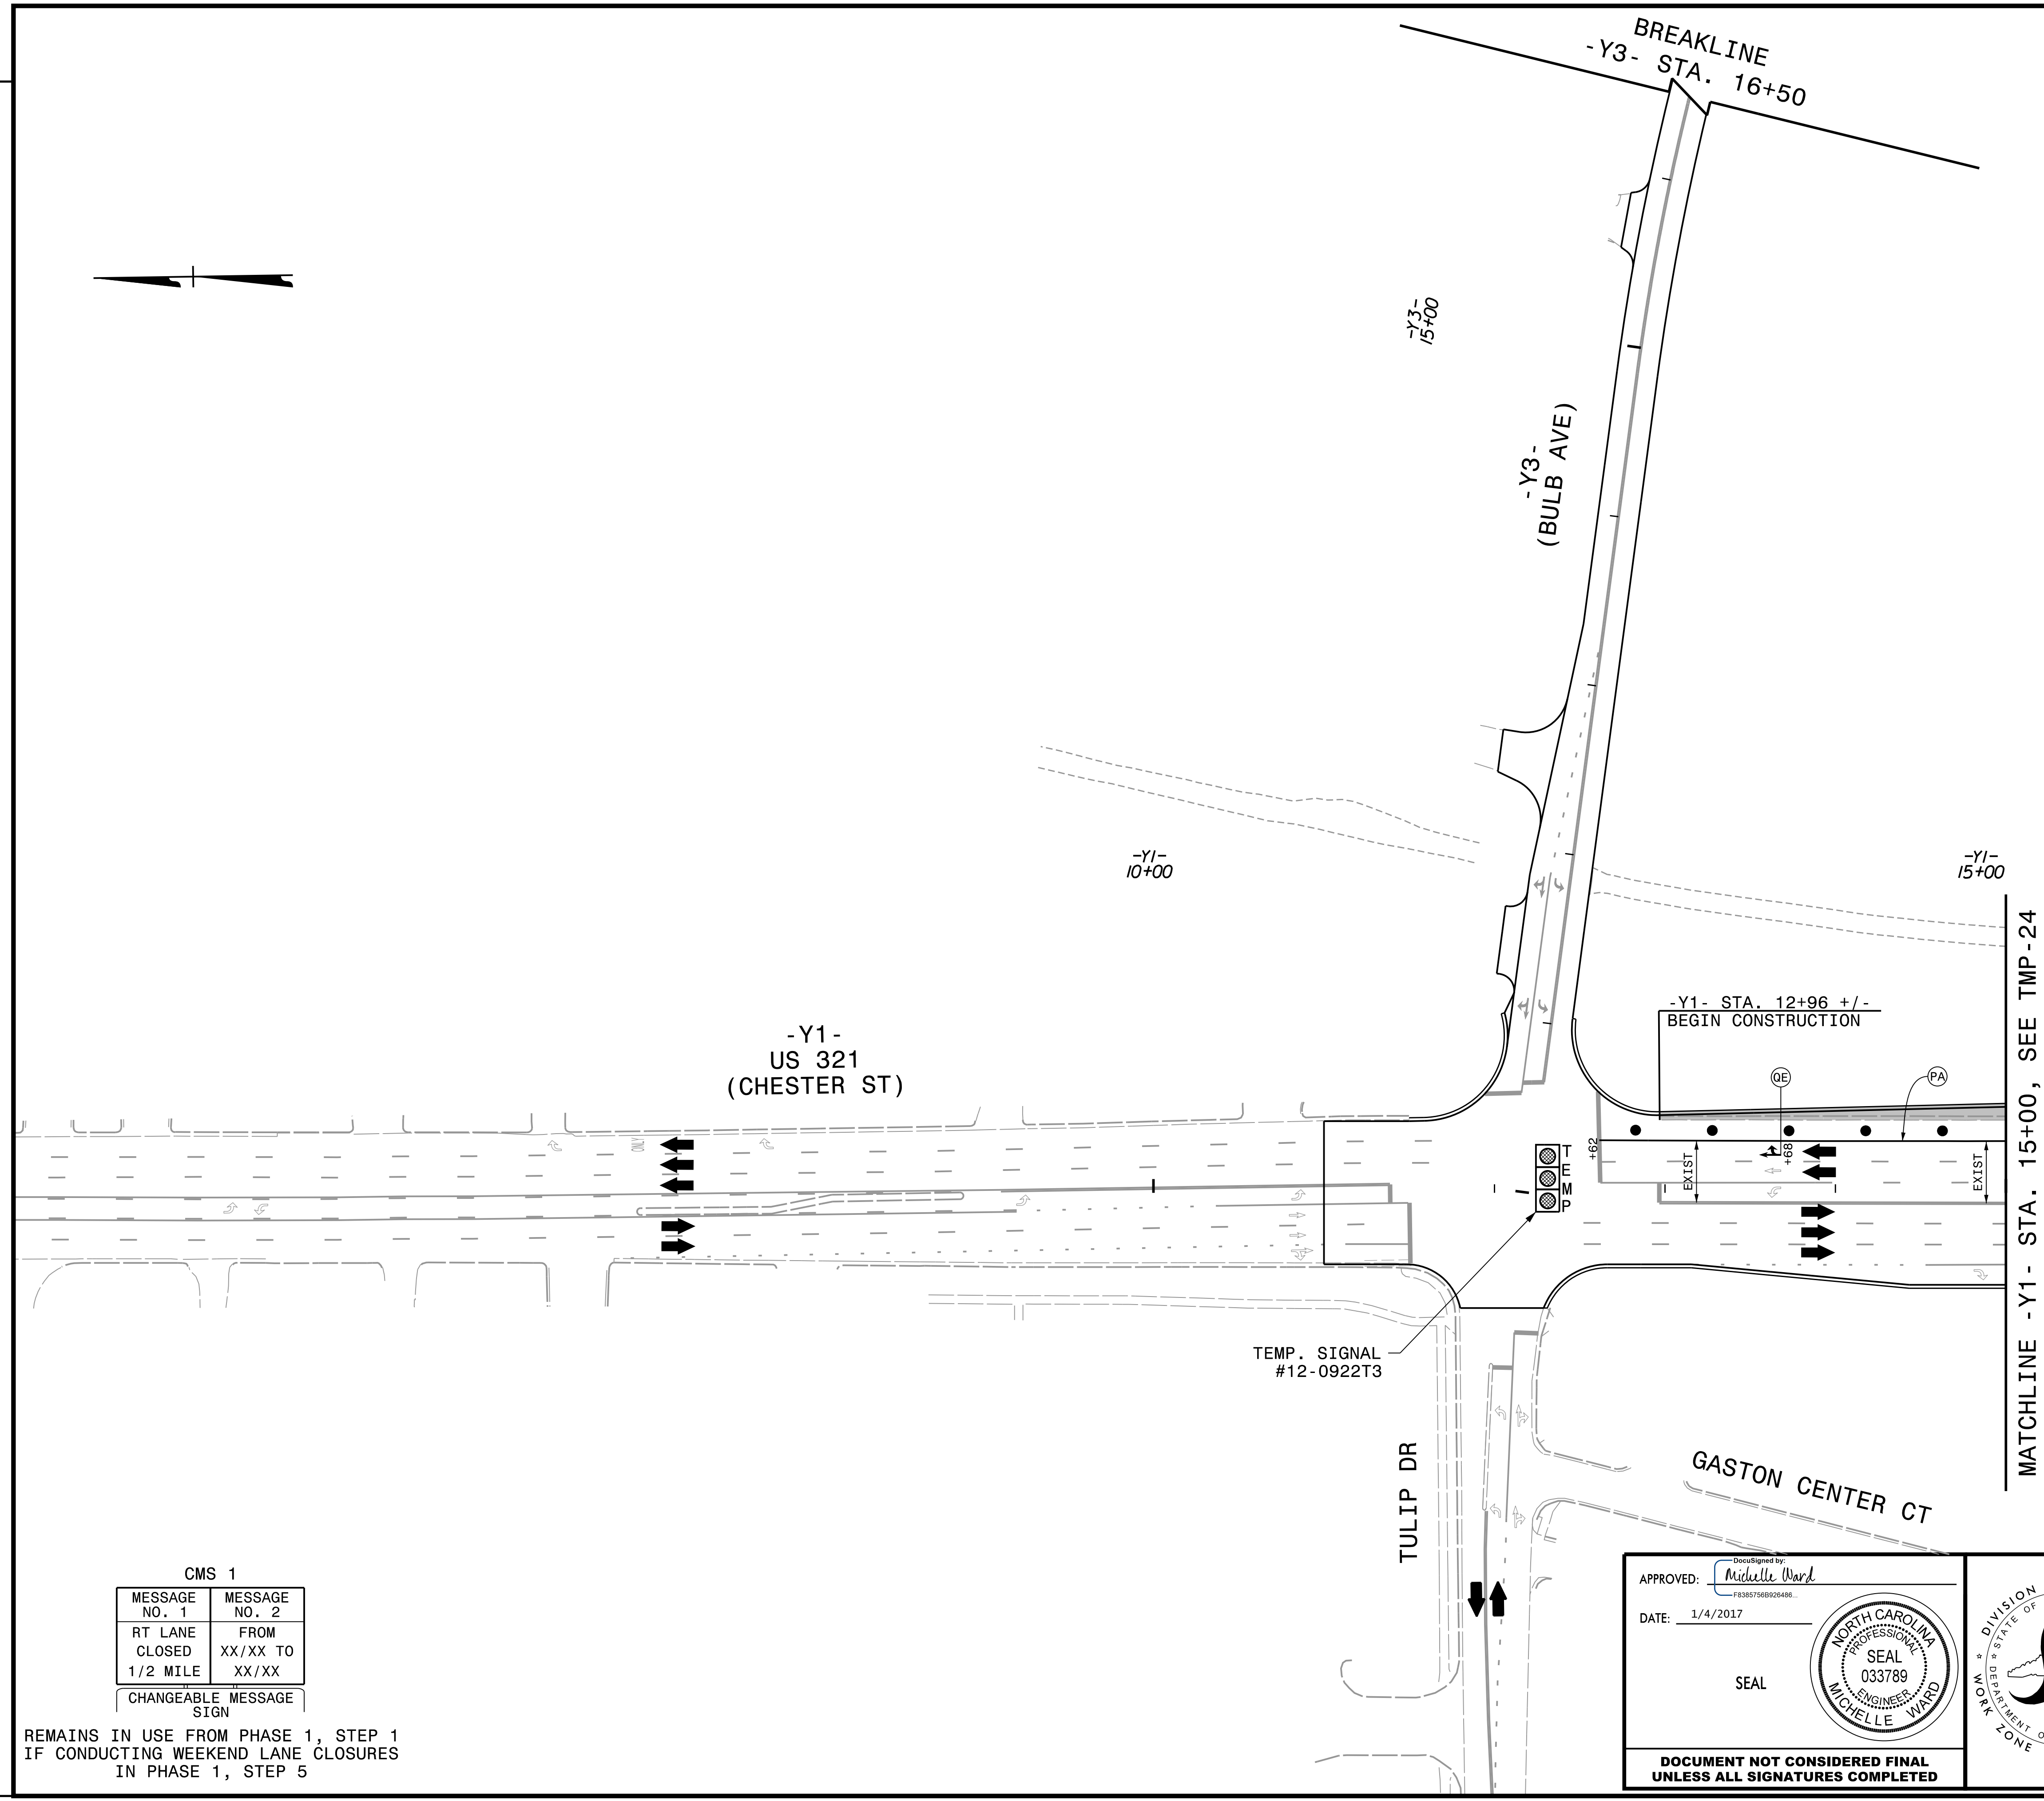 BREAKLINE
-Y3- STA. 16+50
-Y3-
15+00
-Y3-
(BULB AVE)
-Y1-
10+00
-Y1-
15+00
MATCHLINE -Y1- STA. 15+00, SEE TMP-24
-Y1- STA. 12+96 +/-
BEGIN CONSTRUCTION
-Y1-
US 321
(CHESTER ST)
QE
PA
+62
+68
EXIST
EXIST
TEMP
TEMP. SIGNAL
#12-0922T3
TULIP DR
GASTON CENTER CT
CMS 1
MESSAGE NO. 1
MESSAGE NO. 2
RT LANE
FROM
CLOSED
XX/XX TO
1/2 MILE
XX/XX
CHANGEABLE MESSAGE
SIGN
REMAINS IN USE FROM PHASE 1, STEP 1
IF CONDUCTING WEEKEND LANE CLOSURES
IN PHASE 1, STEP 5
DocuSigned by:
APPROVED: Michelle Ward
F8385756B926486...
DATE: 1/4/2017
SEAL
NORTH CAROLINA
PROFESSIONAL
SEAL
033789
ENGINEER
MICHELLE WARD
DOCUMENT NOT CONSIDERED FINAL
UNLESS ALL SIGNATURES COMPLETED
DIVISION
STATE OF
DEPARTMENT
WORK ZONE